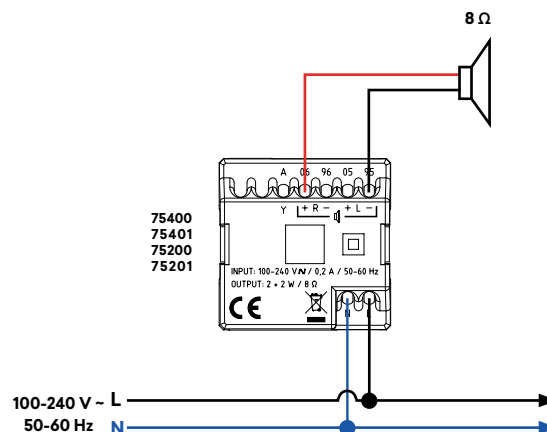 8 Ω
A 06 96 05 95
Y + R - + L -
75400
75401
75200
75201
INPUT: 100-240 V~ / 0,2 A / 50-60 Hz
OUTPUT: 2 + 2 W / 8 Ω
CE
N L
100-240 V ~ L
50-60 Hz N